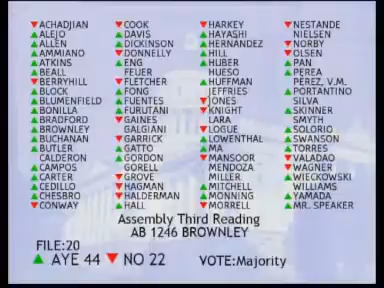 ACHADJIAN
ALEJO
ALLEN
AMMIANO
ATKINS
BEALL
BERRYHILL
BLOCK
BLUMENFIELD
BONILLA
BRADFORD
BROWNLEY
BUCHANAN
BUTLER
CALDERON
CAMPOS
CARTER
CEDILLO
CHESBRO
CONWAY
COOK
DAVIS
DICKINSON
DONNELLY
ENG
FEUER
FLETCHER
FONG
FUENTES
FURUTANI
GAINES
GALGIANI
GARRICK
GATTO
GORDON
GORELL
GROVE
HAGMAN
HALDERMAN
HALL
HARKEY
HAYASHI
HERNANDEZ
HILL
HUBER
HUESO
HUFFMAN
JEFFRIES
JONES
KNIGHT
LARA
LOGUE
LOWENTHAL
MA
MANSOOR
MENDOZA
MILLER
MITCHELL
MONNING
MORRELL
NESTANDE
NIELSEN
NORBY
OLSEN
PAN
PEREA
PEREZ, V.M.
PORTANTINO
SILVA
SKINNER
SMYTH
SOLORIO
SWANSON
TORRES
VALADAO
WAGNER
WIECKOWSKI
WILLIAMS
YAMADA
MR. SPEAKER
Assembly Third Reading
AB 1246 BROWNLEY
FILE:20
▲ AYE 44 ▼ NO 22 VOTE:Majority